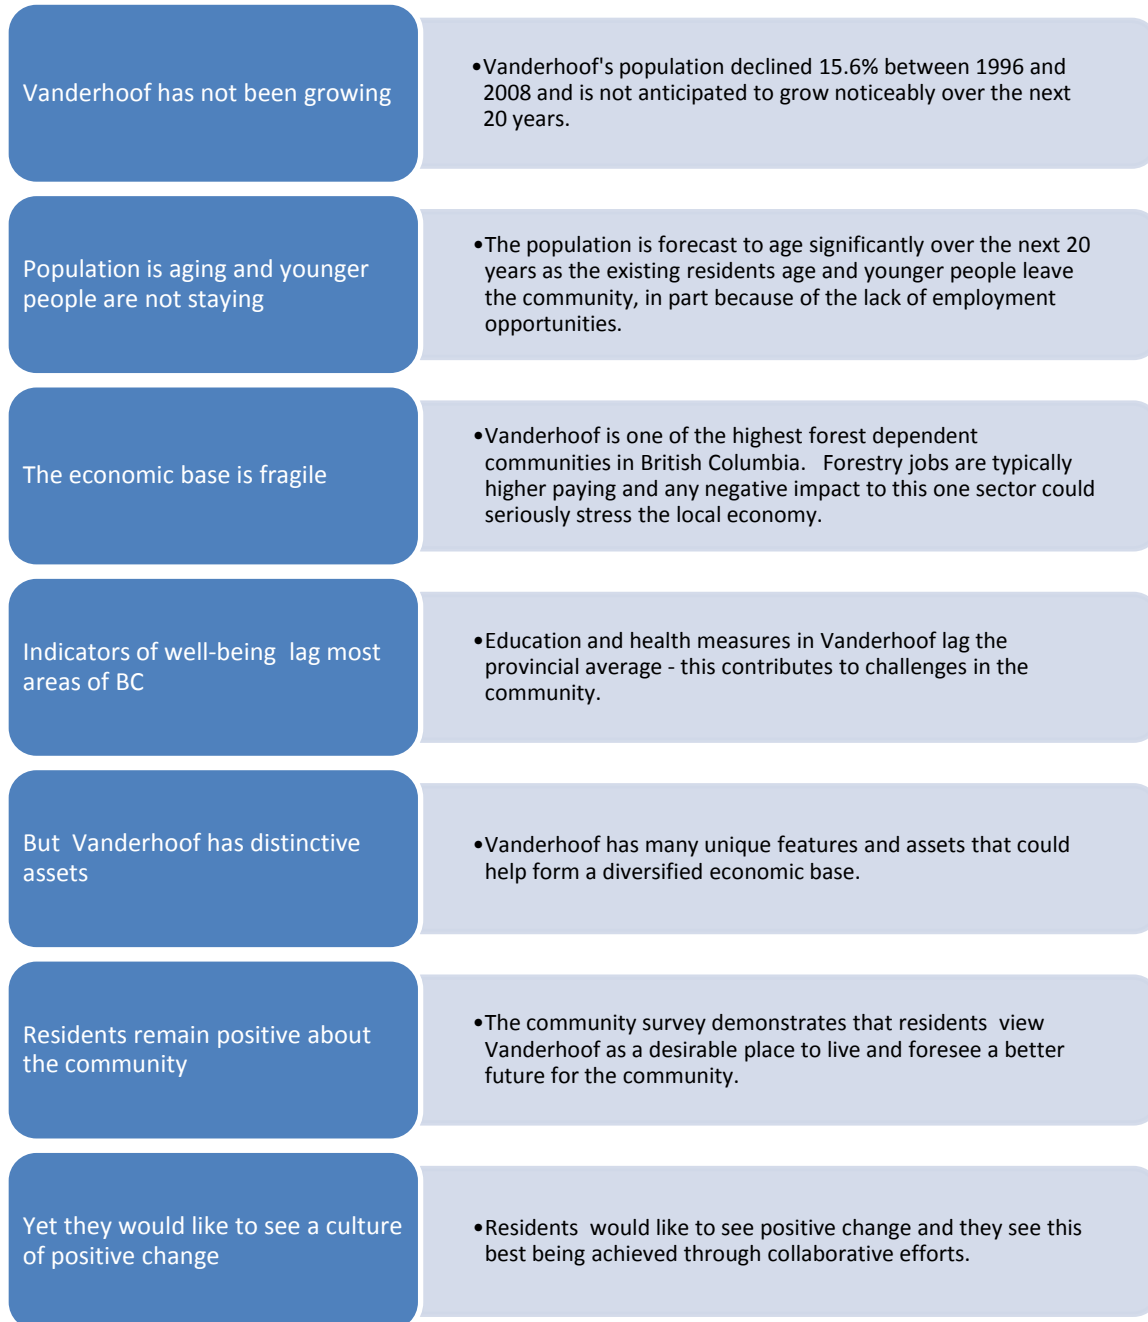 Vanderhoof has not been growing
•Vanderhoof's population declined 15.6% between 1996 and
2008 and is not anticipated to grow noticeably over the next
20 years.
Population is aging and younger
people are not staying
•The population is forecast to age significantly over the next 20
years as the existing residents age and younger people leave
the community, in part because of the lack of employment
opportunities.
The economic base is fragile
•Vanderhoof is one of the highest forest dependent
communities in British Columbia.   Forestry jobs are typically
higher paying and any negative impact to this one sector could
seriously stress the local economy.
Indicators of well-being  lag most
areas of BC
•Education and health measures in Vanderhoof lag the
provincial average - this contributes to challenges in the
community.
But  Vanderhoof has distinctive
assets
•Vanderhoof has many unique features and assets that could
help form a diversified economic base.
Residents remain positive about
the community
•The community survey demonstrates that residents  view
Vanderhoof as a desirable place to live and foresee a better
future for the community.
Yet they would like to see a culture
of positive change
•Residents  would like to see positive change and they see this
best being achieved through collaborative efforts.